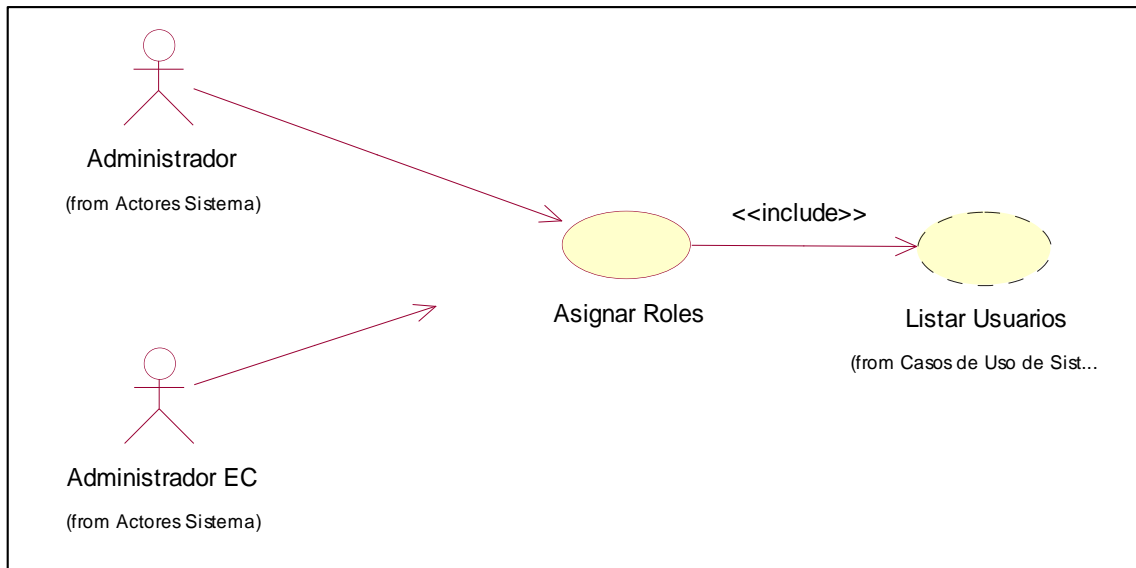 Administrador
(from Actores Sistema)
<<include>>
Asignar Roles
Listar Usuarios
(from Casos de Uso de Sist...
Administrador EC
(from Actores Sistema)